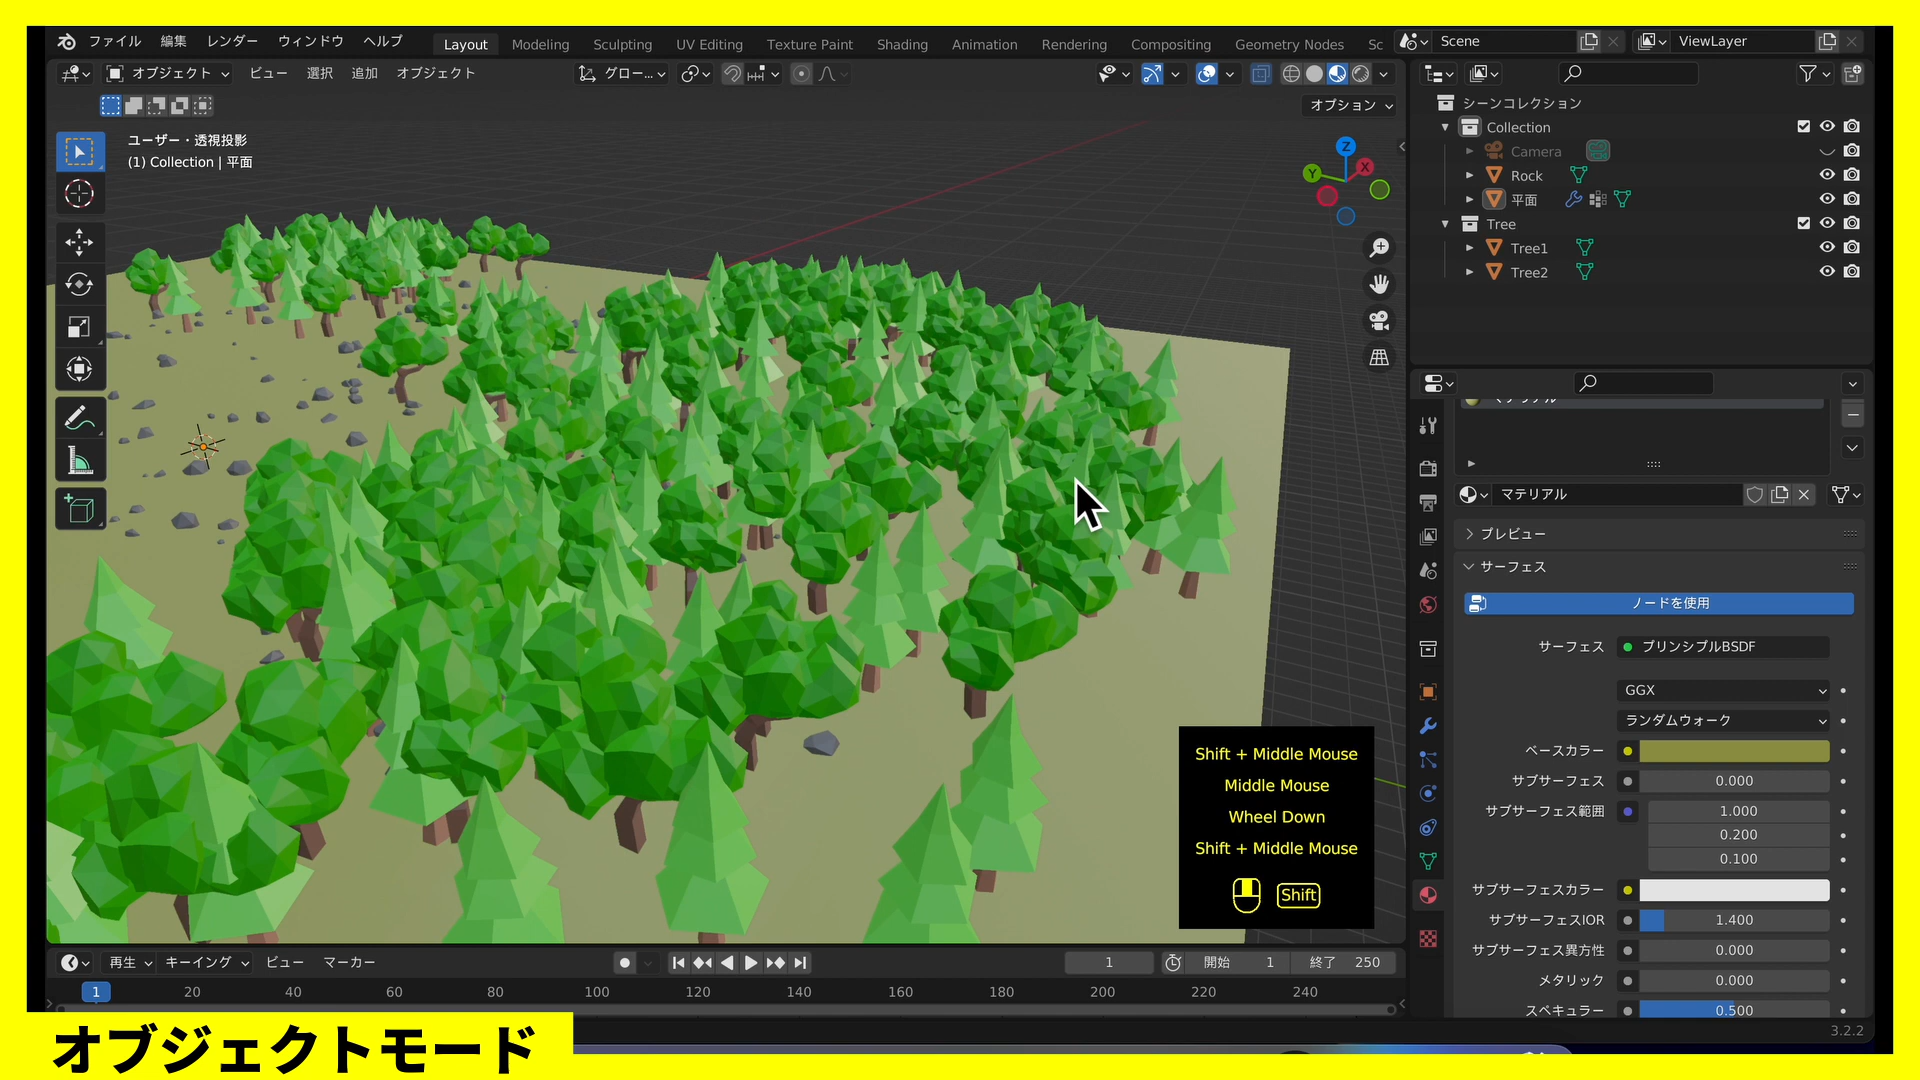 ファイル 編集 レンダー ウィンドウ ヘルプ Layout Modeling Sculpting UV Editing Texture Paint Shading Animation Rendering Compositing Geometry Nodes Sc Scene ViewLayer
オブジェクト ビュー 選択 追加 オブジェクト グロー...
オプション
ユーザー・透視投影
(1) Collection | 平面
Z
Y
X
シーンコレクション
Collection
Camera
Rock
平面
Tree
Tree1
Tree2
マテリアル
マテリアル
プレビュー
サーフェス
ノードを使用
サーフェス プリンシプルBSDF
GGX
ランダムウォーク
ベースカラー
サブサーフェス 0.000
サブサーフェス範囲 1.000
0.200
0.100
サブサーフェスカラー
サブサーフェスIOR 1.400
サブサーフェス異方性 0.000
メタリック 0.000
スペキュラー 0.500
Shift + Middle Mouse
Middle Mouse
Wheel Down
Shift + Middle Mouse
Shift
再生 キーイング ビュー マーカー 1 開始 1 終了 250
1 20 40 60 80 100 120 140 160 180 200 220 240
3.2.2
オブジェクトモード